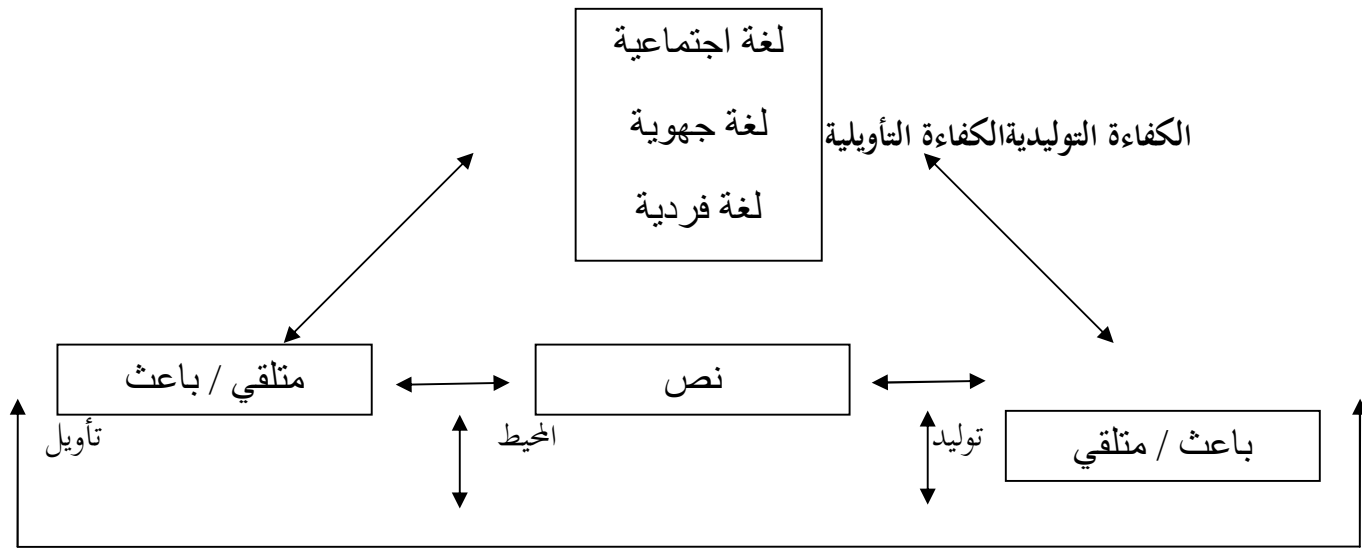 لغة اجتماعية
لغة جهوية
الكفاءة التوليديةالكفاءة التأويلية
لغة فردية
باعث / متلقي
نص
متلقي / باعث
توليد
المحيط
تأويل